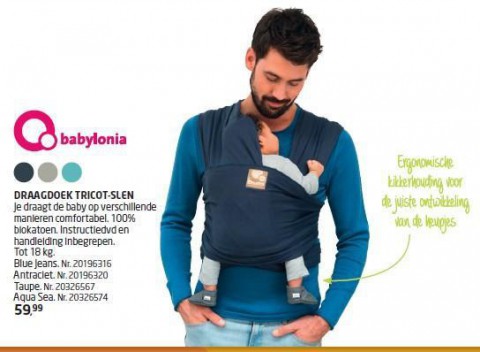 babylonia
DRAAGDOEK TRICOT-SLEN
Je draagt de baby op verschillende
manieren comfortabel. 100%
biokatoen. Instructiedvd en
handleiding inbegrepen.
Tot 18 kg.
Blue Jeans. Nr. 20196316
Antraciet. Nr. 20196320
Taupe. Nr. 20326567
Aqua Sea. Nr. 20326574
59,99
Ergonomische
kikkerhouding voor
de juiste ontwikkeling
van de heupjes